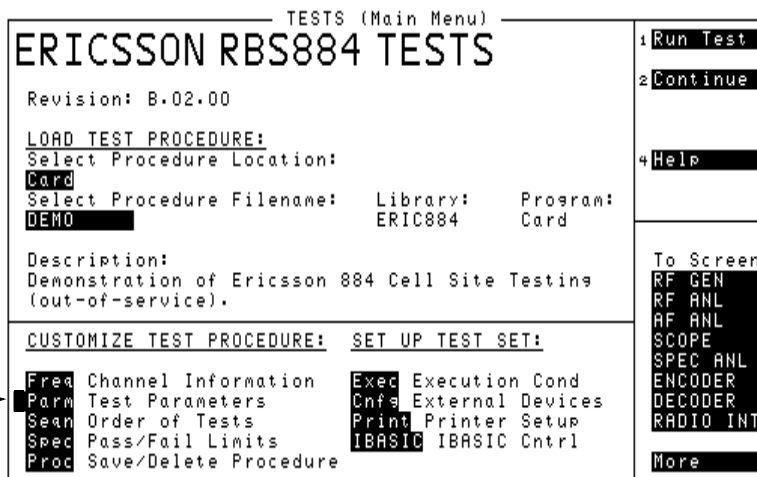 TESTS (Main Menu)
ERICSSON RBS884 TESTS
Revision: B.02.00
LOAD TEST PROCEDURE:
Select Procedure Location:
Card
Select Procedure Filename: Library: Program:
DEMO ERIC884 Card
Description:
Demonstration of Ericsson 884 Cell Site Testing
(out-of-service).
CUSTOMIZE TEST PROCEDURE: SET UP TEST SET:
Freq Channel Information Exec Execution Cond
Parm Test Parameters Cnfg External Devices
Seqn Order of Tests Print Printer Setup
Spec Pass/Fail Limits IBASIC IBASIC Cntrl
Proc Save/Delete Procedure
1 Run Test
2 Continue
4 Help
To Screen
RF GEN
RF ANL
AF ANL
SCOPE
SPEC ANL
ENCODER
DECODER
RADIO INT
More